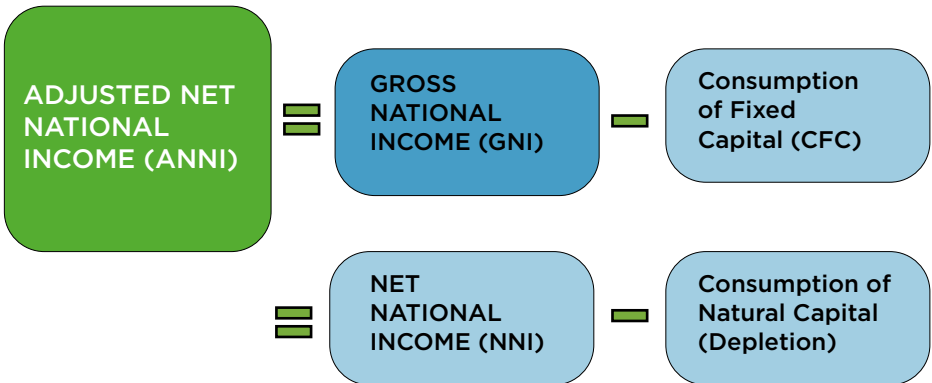 ADJUSTED NET
NATIONAL
INCOME (ANNI)
=
GROSS
NATIONAL
INCOME (GNI)
-
Consumption
of Fixed
Capital (CFC)
=
NET
NATIONAL
INCOME (NNI)
-
Consumption of
Natural Capital
(Depletion)